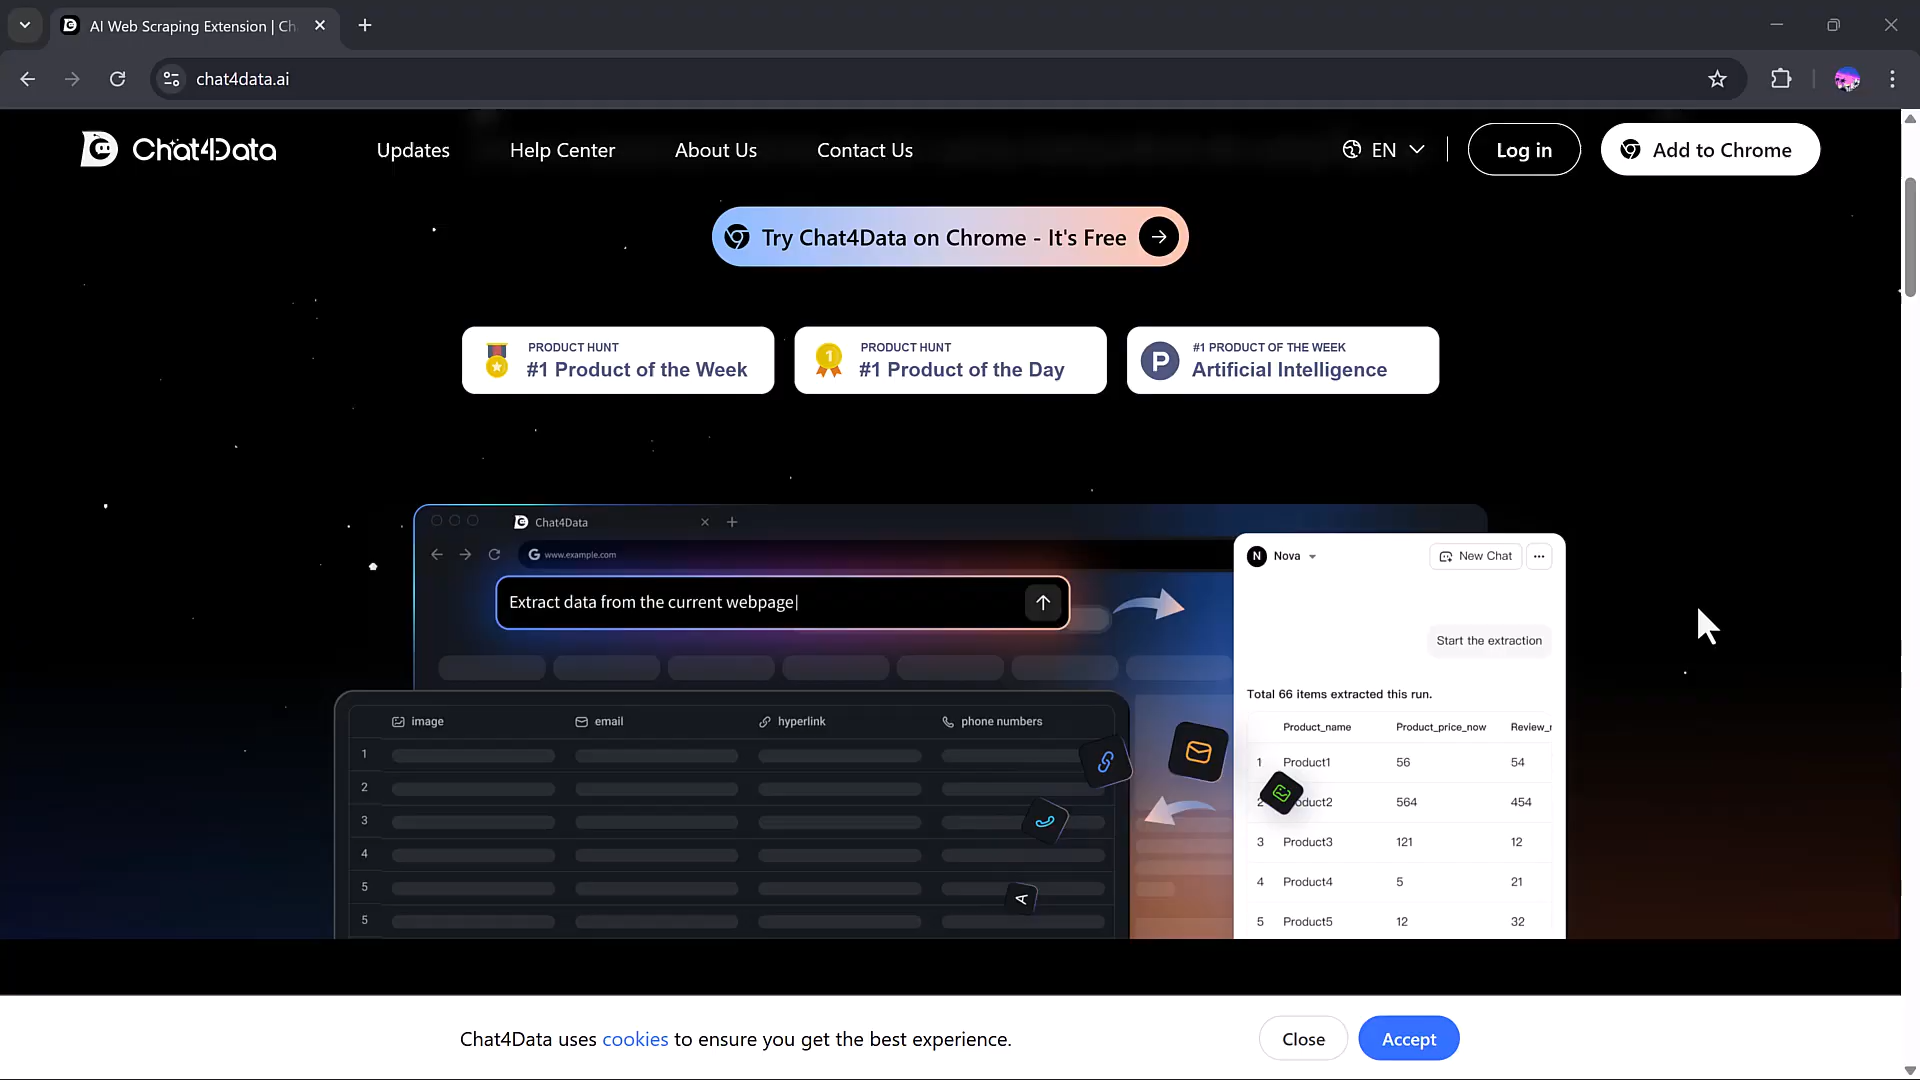 AI Web Scraping Extension | Ch
chat4data.ai
Chat4Data
Updates
Help Center
About Us
Contact Us
EN
Log in
Add to Chrome
Try Chat4Data on Chrome - It's Free
PRODUCT HUNT
#1 Product of the Week
PRODUCT HUNT
#1 Product of the Day
P
#1 PRODUCT OF THE WEEK
Artificial Intelligence
Chat4Data
www.example.com
Extract data from the current webpage
N Nova
New Chat
Start the extraction
Total 66 items extracted this run.
Product_name Product_price_now Review_
1 Product1 56 54
2 oduct2 564 454
3 Product3 121 12
4 Product4 5 21
5 Product5 12 32
image email hyperlink phone numbers
1
2
3
4
5
5
A
Chat4Data uses cookies to ensure you get the best experience.
Close
Accept